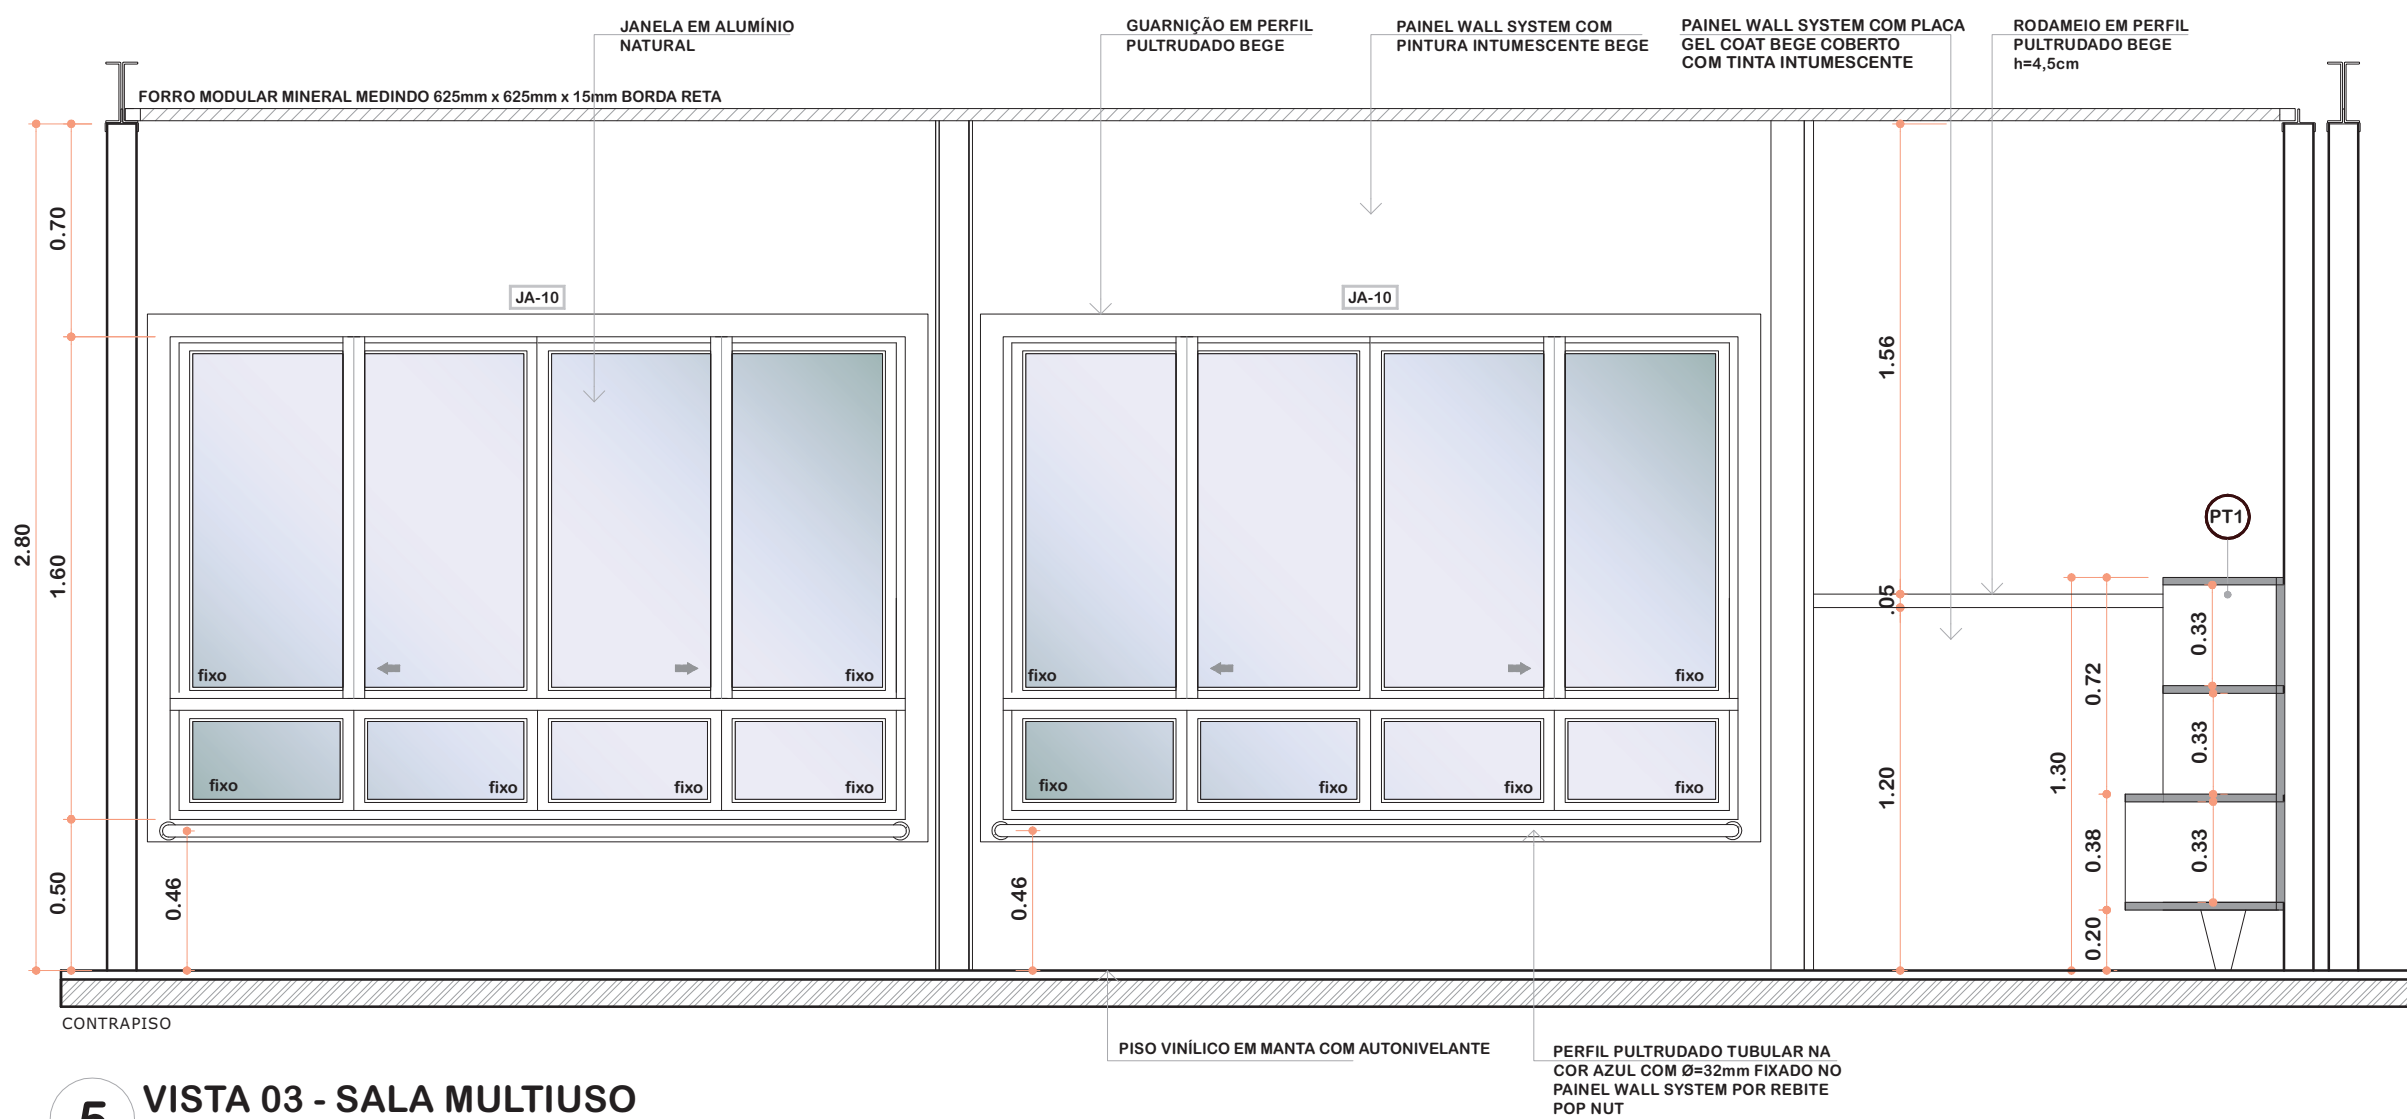 JANELA EM ALUMÍNIO
NATURAL
GUARNIÇÃO EM PERFIL
PULTRUDADO BEGE
PAINEL WALL SYSTEM COM
PINTURA INTUMESCENTE BEGE
PAINEL WALL SYSTEM COM PLACA
GEL COAT BEGE COBERTO
COM TINTA INTUMESCENTE
RODAMEIO EM PERFIL
PULTRUDADO BEGE
h=4,5cm
FORRO MODULAR MINERAL MEDINDO 625mm x 625mm x 15mm BORDA RETA
2.80
0.70
1.60
0.50
JA-10
fixo
fixo
fixo
fixo
fixo
fixo
0.46
JA-10
fixo
fixo
fixo
fixo
fixo
fixo
0.46
1.56
.05
1.20
PT1
1.30
0.72
0.38
0.20
0.33
0.33
0.33
CONTRAPISO
PISO VINÍLICO EM MANTA COM AUTONIVELANTE
PERFIL PULTRUDADO TUBULAR NA
COR AZUL COM Ø=32mm FIXADO NO
PAINEL WALL SYSTEM POR REBITE
POP NUT
5
VISTA 03 - SALA MULTIUSO